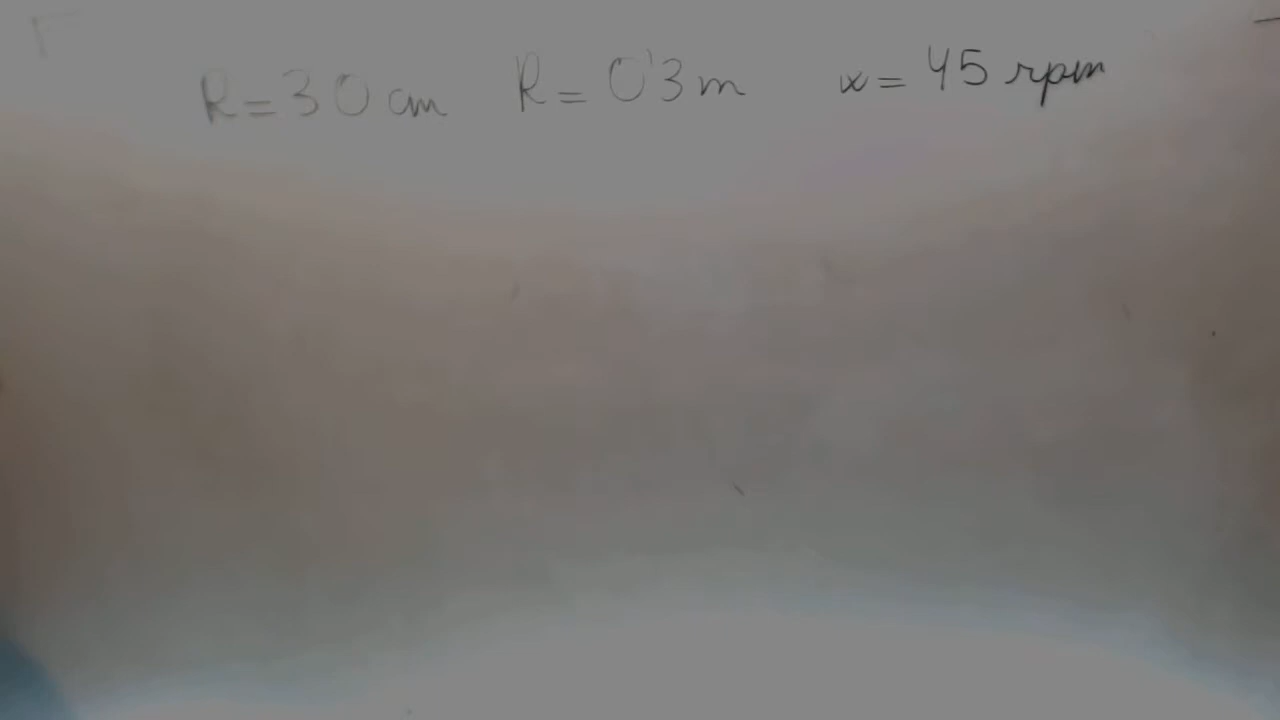 R = 30 cm R = 0'3 m w = 45 rpm